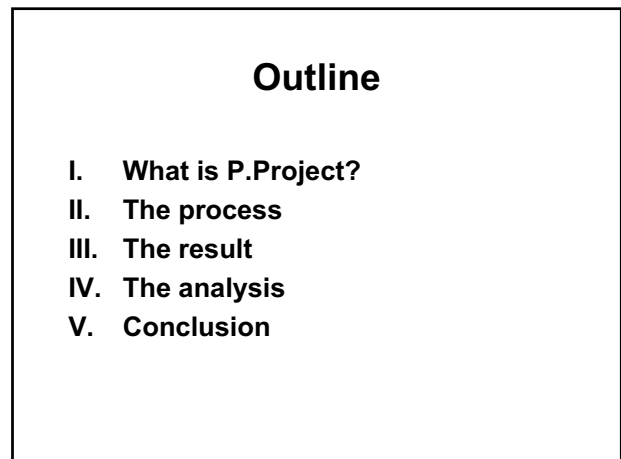 Outline
I. What is P.Project?
II. The process
III. The result
IV. The analysis
V. Conclusion